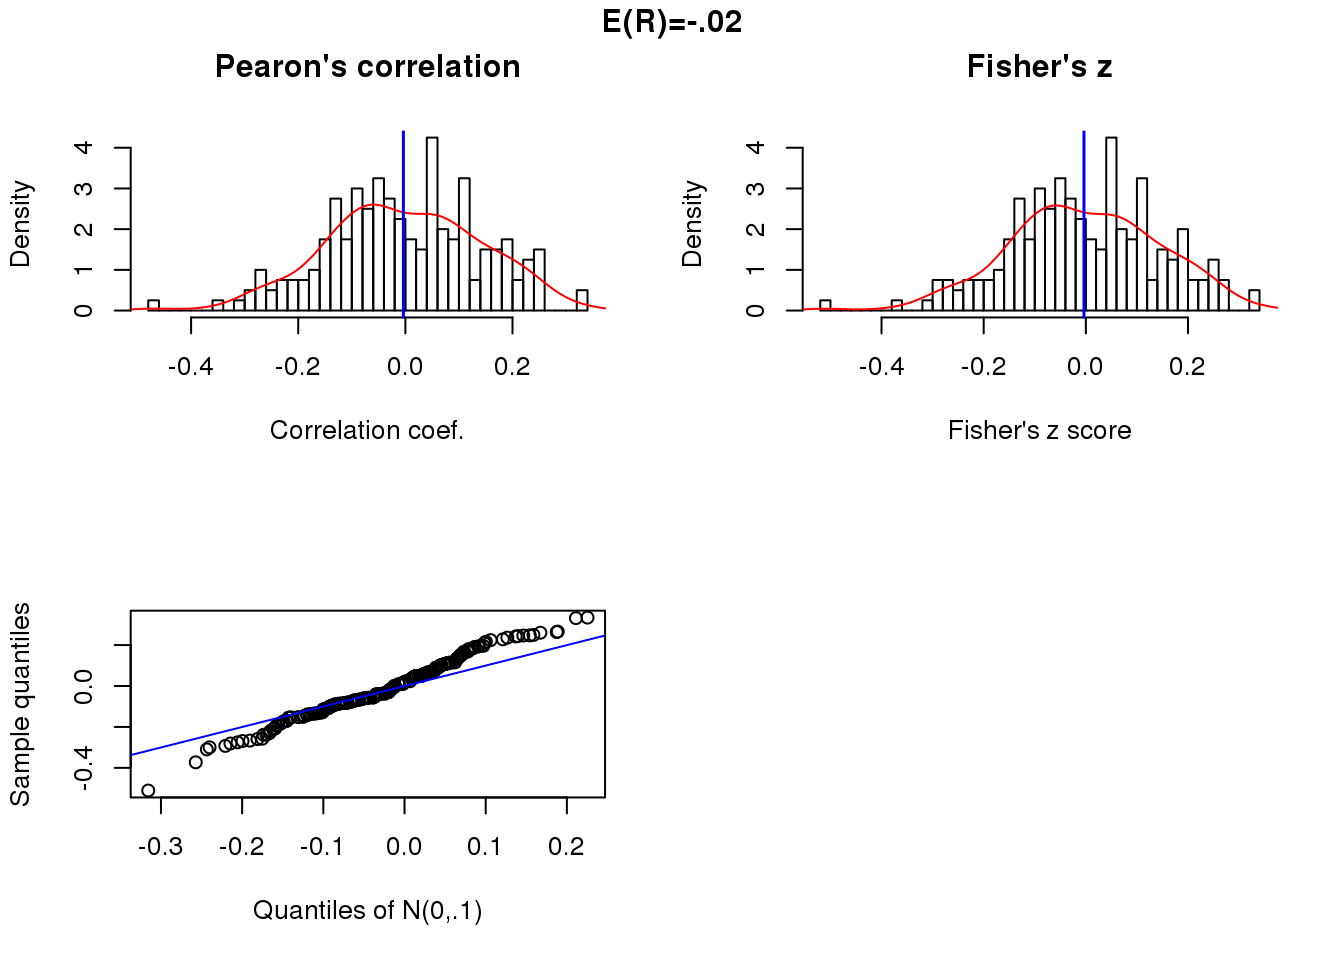 E(R)=-.02
Pearon's correlation
Density
0 1 2 3 4
-0.4 -0.2 0.0 0.2
Correlation coef.
Fisher's z
Density
0 1 2 3 4
-0.4 -0.2 0.0 0.2
Fisher's z score
Sample quantiles
-0.4 0.0
-0.3 -0.2 -0.1 0.0 0.1 0.2
Quantiles of N(0,.1)